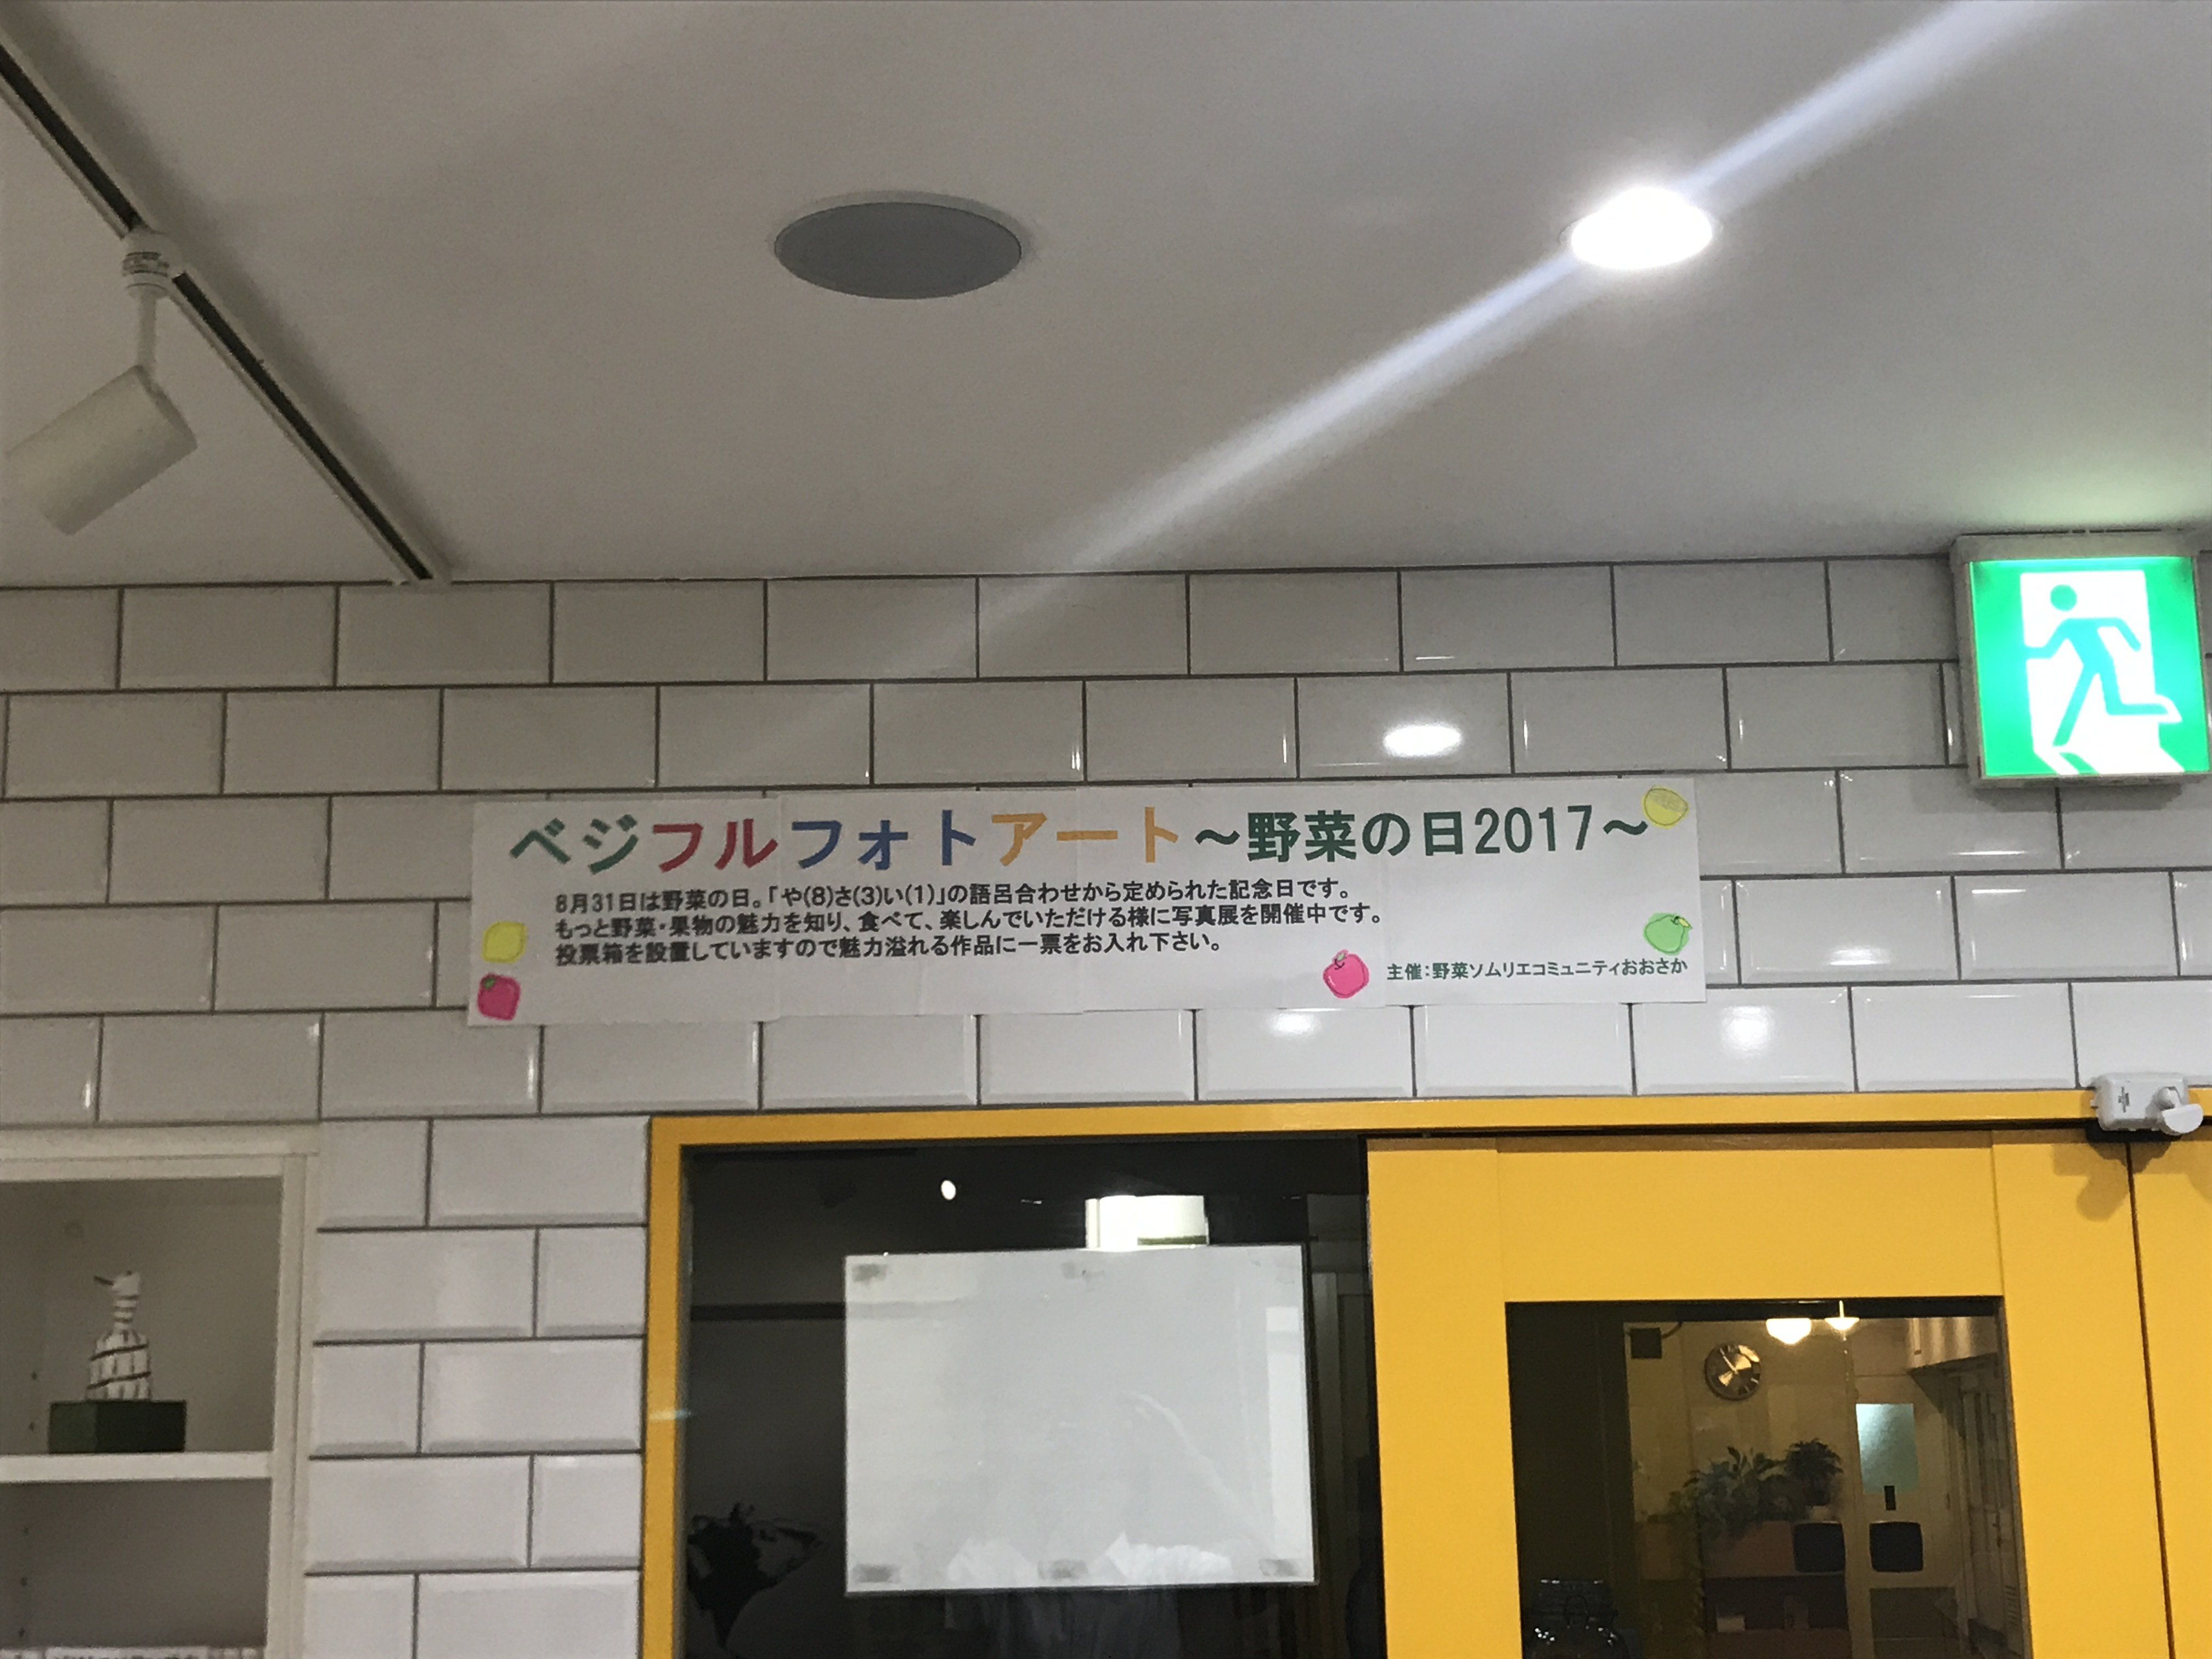 ベジフルフォトアート~野菜の日2017~
8月31日は野菜の日。「や(8)さ(3)い(1)」の語呂合わせから定められた記念日です。
もっと野菜・果物の魅力を知り、食べて、楽しんでいただける様に写真展を開催中です。
投票箱を設置していますので魅力溢れる作品に一票をお入れ下さい。
主催:野菜ソムリエコミュニティおおさか